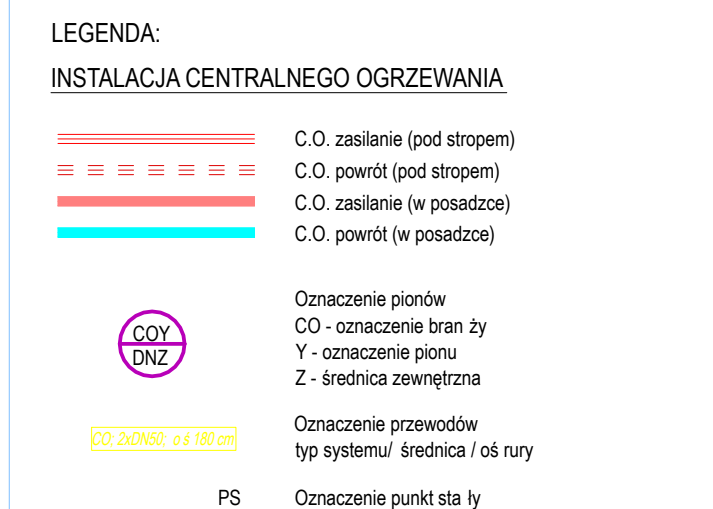 LEGENDA:
INSTALACJA CENTRALNEGO OGRZEWANIA
C.O. zasilanie (pod stropem)
C.O. powrót (pod stropem)
C.O. zasilanie (w posadzce)
C.O. powrót (w posadzce)
Oznaczenie pionów
COY CO - oznaczenie bran ży
DNZ Y - oznaczenie pionu
Z - średnica zewnętrzna
Oznaczenie przewodów
CO; 2xDN50; o ś 180 cm
typ systemu/ średnica / oś rury
PS Oznaczenie punkt sta ły